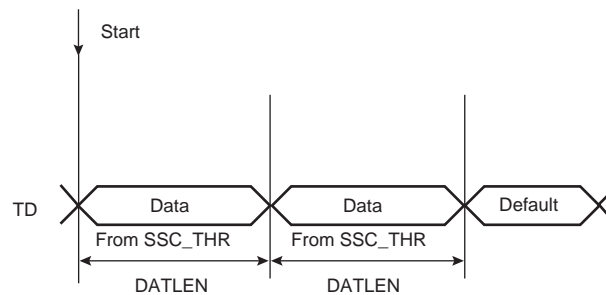 Start
TD
Data
Data
Default
From SSC_THR
From SSC_THR
DATLEN
DATLEN